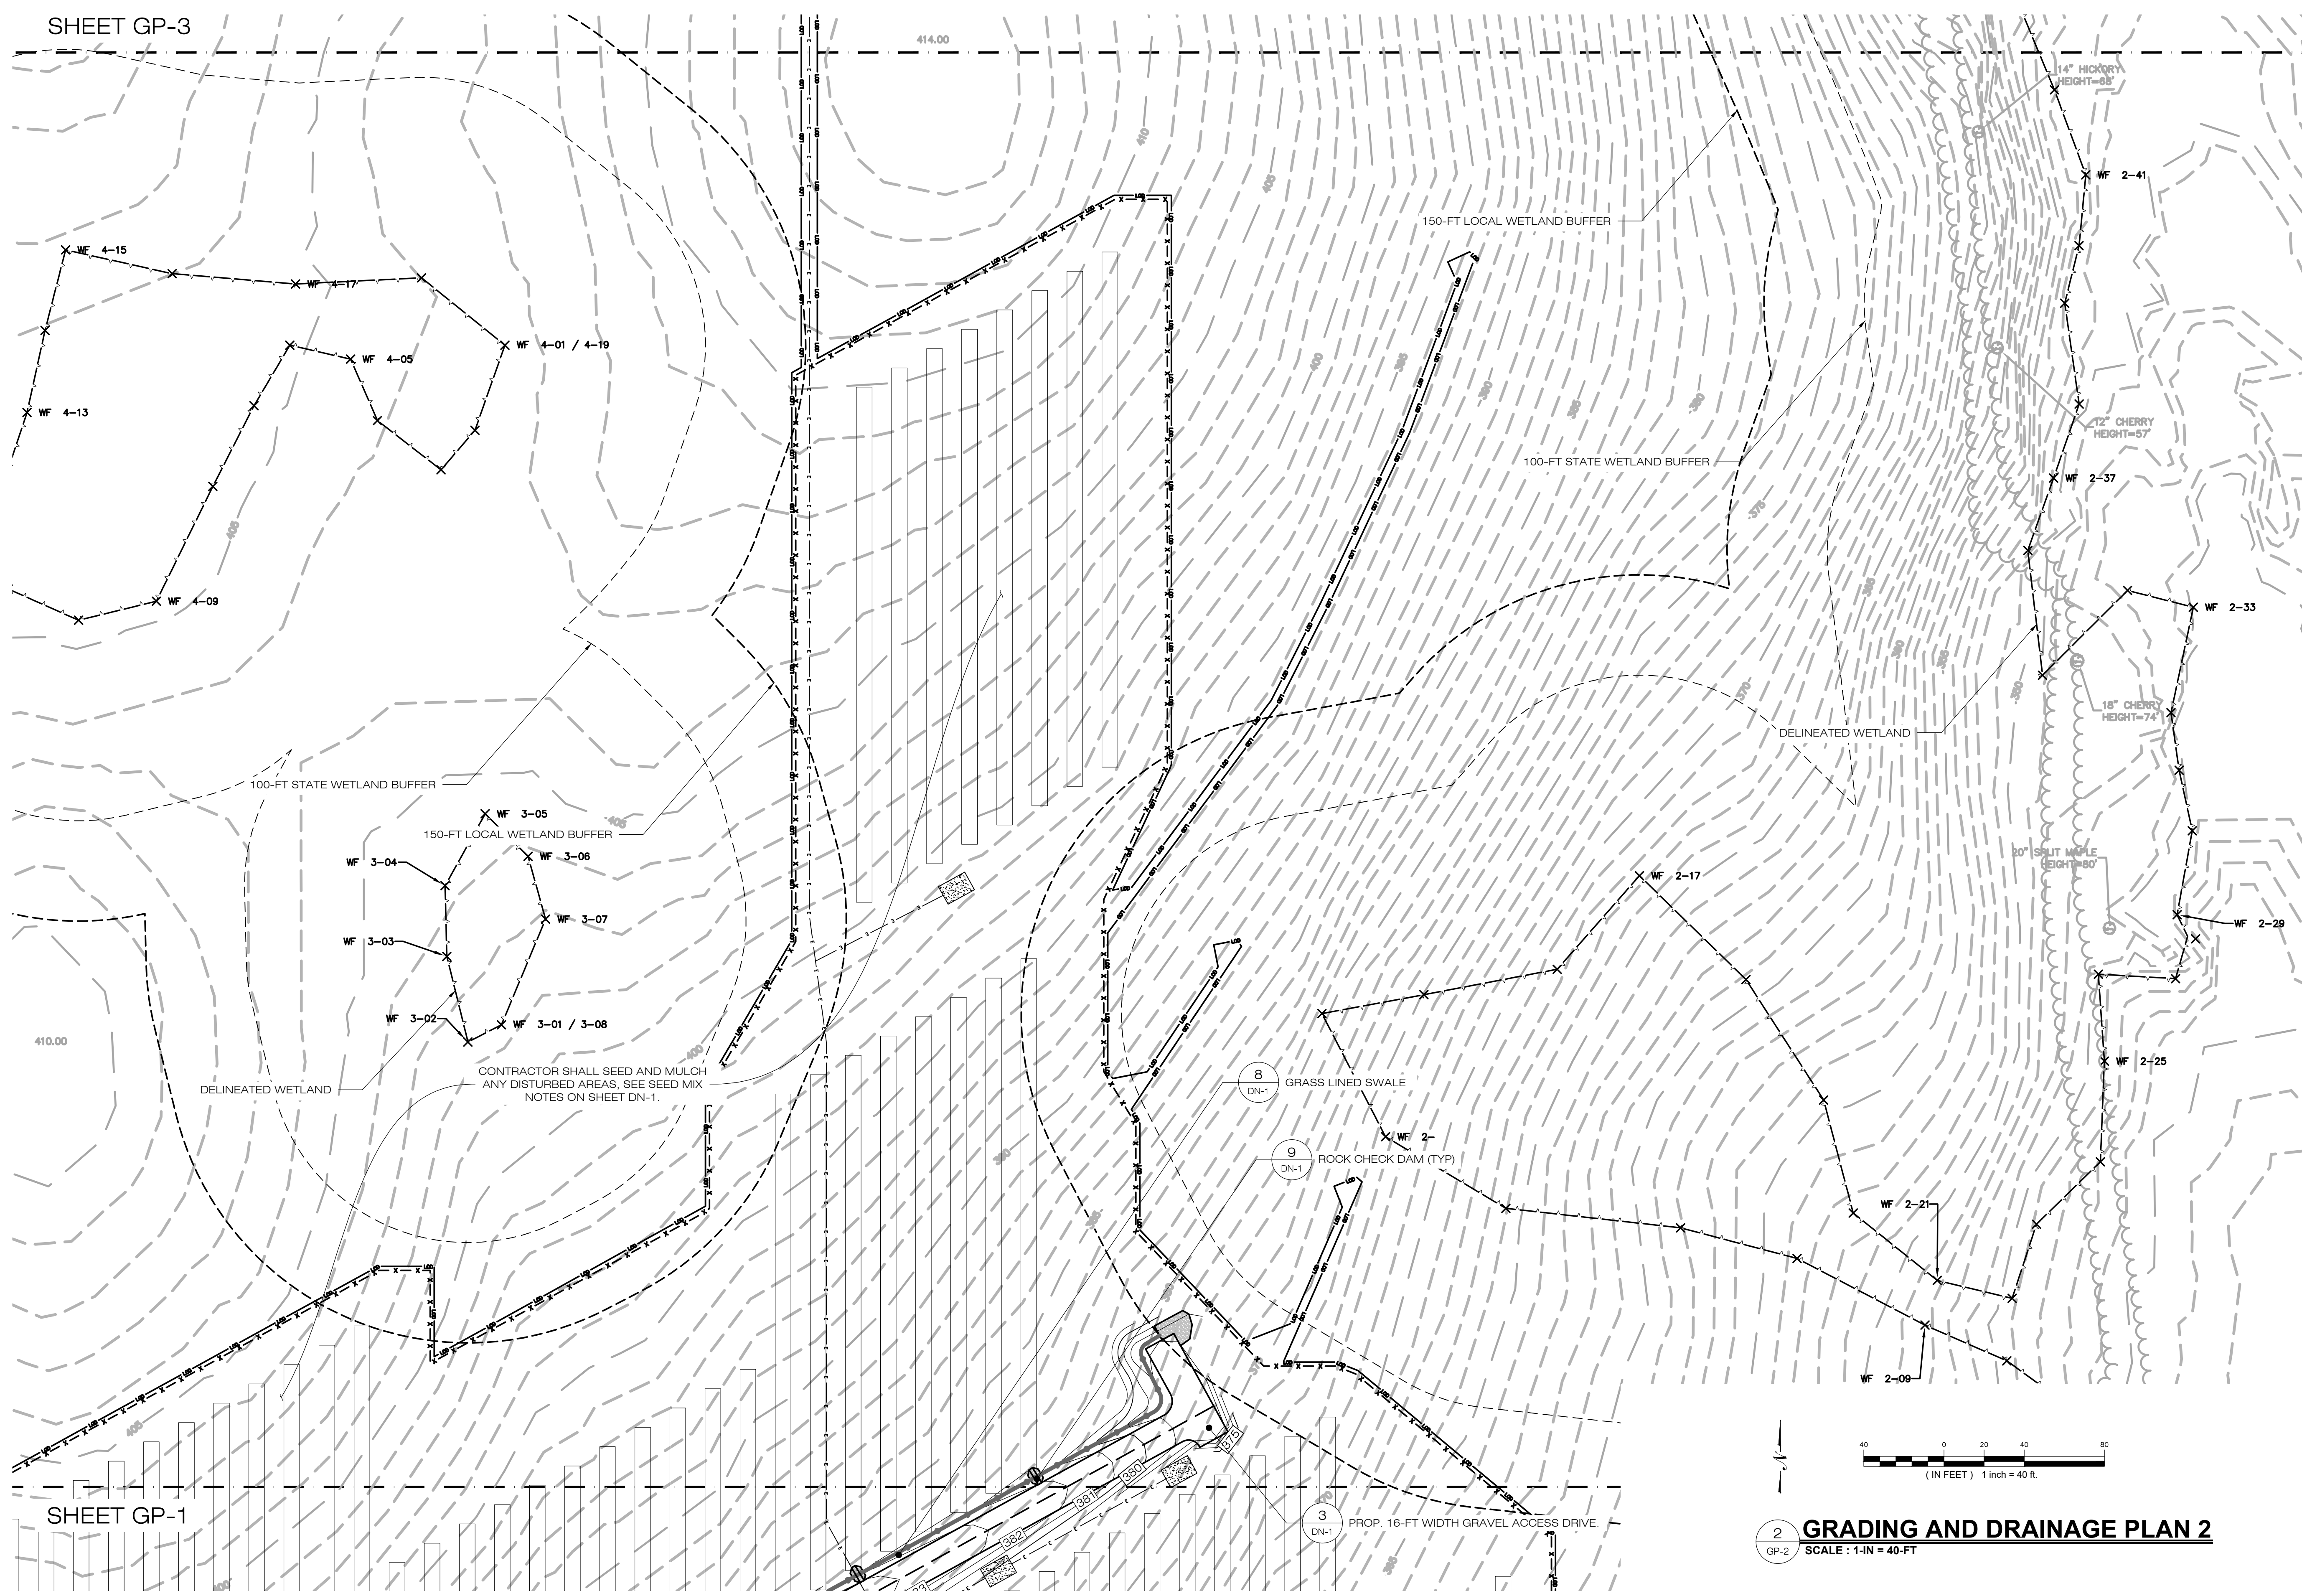 SHEET GP-3
414.00
14" HICKORY
HEIGHT=68'
410
405
WF 2-41
150-FT LOCAL WETLAND BUFFER
WF 4-15
WF 4-17
WF 4-01 / 4-19
WF 4-05
400
395
390
385
380
WF 4-13
12" CHERRY
HEIGHT=57'
100-FT STATE WETLAND BUFFER
WF 2-37
375
405
WF 4-09
WF 2-33
DELINEATED WETLAND
18" CHERRY
HEIGHT=74'
370
380
100-FT STATE WETLAND BUFFER
WF 3-05
405
150-FT LOCAL WETLAND BUFFER
WF 3-04
WF 3-06
20" SPLIT MAPLE
HEIGHT=80'
WF 2-17
WF 3-07
WF 2-29
WF 3-03
WF 3-02
WF 3-01 / 3-08
410.00
400
WF 2-25
CONTRACTOR SHALL SEED AND MULCH
ANY DISTURBED AREAS, SEE SEED MIX
NOTES ON SHEET DN-1.
DELINEATED WETLAND
8
DN-1
GRASS LINED SWALE
WF 2-
390
9
DN-1
ROCK CHECK DAM (TYP)
WF 2-21
WF 2-09
405
375
380
381
382
40 0 20 40 80
( IN FEET ) 1 inch = 40 ft.
N
SHEET GP-1
3
DN-1
PROP. 16-FT WIDTH GRAVEL ACCESS DRIVE.
2
GP-2
GRADING AND DRAINAGE PLAN 2
SCALE : 1-IN = 40-FT
400
365